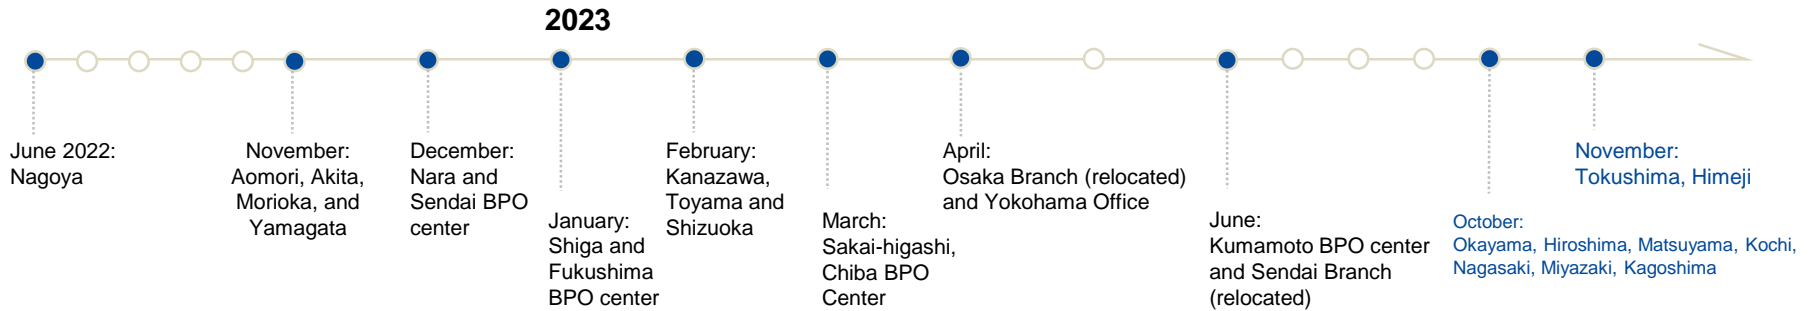 2023
June 2022:
Nagoya
November:
Aomori, Akita,
Morioka, and
Yamagata
December:
Nara and
Sendai BPO
center
January:
Shiga and
Fukushima
BPO center
February:
Kanazawa,
Toyama and
Shizuoka
March:
Sakai-higashi,
Chiba BPO
Center
April:
Osaka Branch (relocated)
and Yokohama Office
June:
Kumamoto BPO center
and Sendai Branch
(relocated)
October:
Okayama, Hiroshima, Matsuyama, Kochi,
Nagasaki, Miyazaki, Kagoshima
November:
Tokushima, Himeji